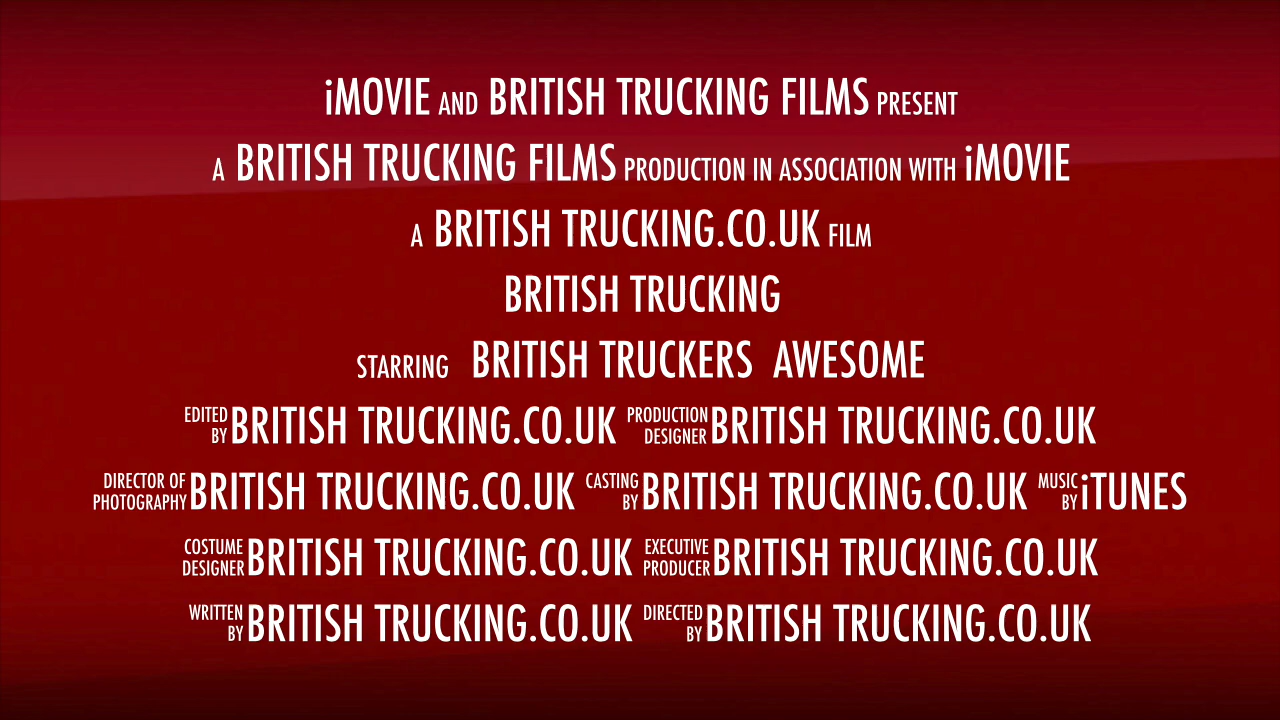 iMOVIE AND BRITISH TRUCKING FILMS PRESENT
A BRITISH TRUCKING FILMS PRODUCTION IN ASSOCIATION WITH iMOVIE
A BRITISH TRUCKING.CO.UK FILM
BRITISH TRUCKING
STARRING BRITISH TRUCKERS AWESOME
EDITED BY BRITISH TRUCKING.CO.UK PRODUCTION DESIGNER BRITISH TRUCKING.CO.UK
DIRECTOR OF PHOTOGRAPHY BRITISH TRUCKING.CO.UK CASTING BY BRITISH TRUCKING.CO.UK MUSIC BY iTUNES
COSTUME DESIGNER BRITISH TRUCKING.CO.UK EXECUTIVE PRODUCER BRITISH TRUCKING.CO.UK
WRITTEN BY BRITISH TRUCKING.CO.UK DIRECTED BY BRITISH TRUCKING.CO.UK